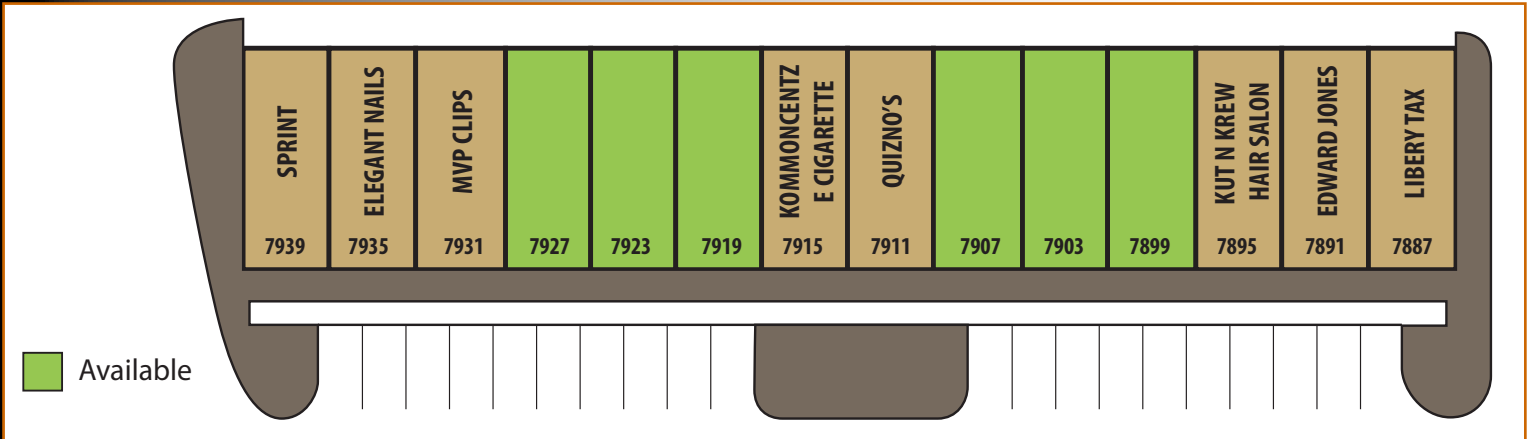 SPRINT
7939
ELEGANT NAILS
7935
MVP CLIPS
7931
7927
7923
7919
KOMMONCENTZ
E CIGARETTE
7915
QUIZNO'S
7911
7907
7903
7899
KUT N KREW
HAIR SALON
7895
EDWARD JONES
7891
LIBERY TAX
7887
Available